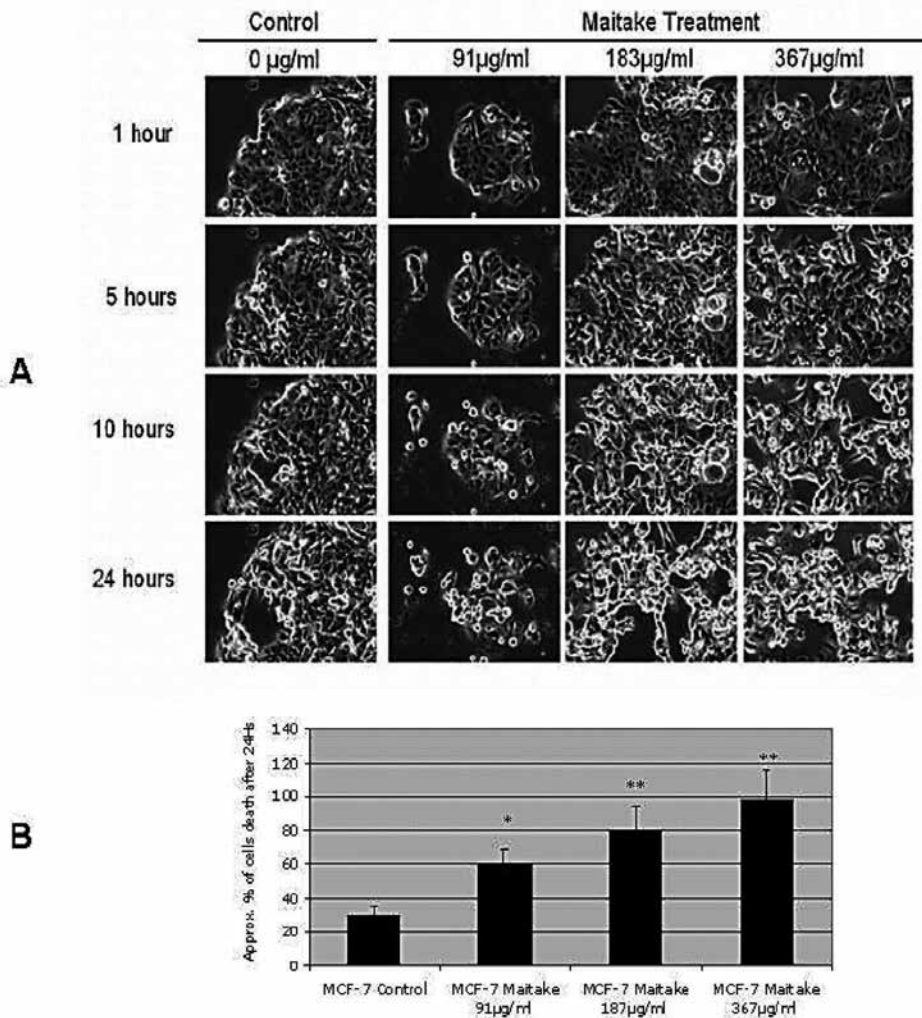 Control Maitake Treatment
0 µg/ml 91µg/ml 183µg/ml 367µg/ml
1 hour
5 hours
A
10 hours
24 hours
B
Approx. % of cells death after 24Hs.
140
120
100
80
60
40
20
0
*
**
**
MCF-7 Control
MCF-7 Maitake
91µg/ml
MCF-7 Maitake
187µg/ml
MCF-7 Maitake
367µg/ml